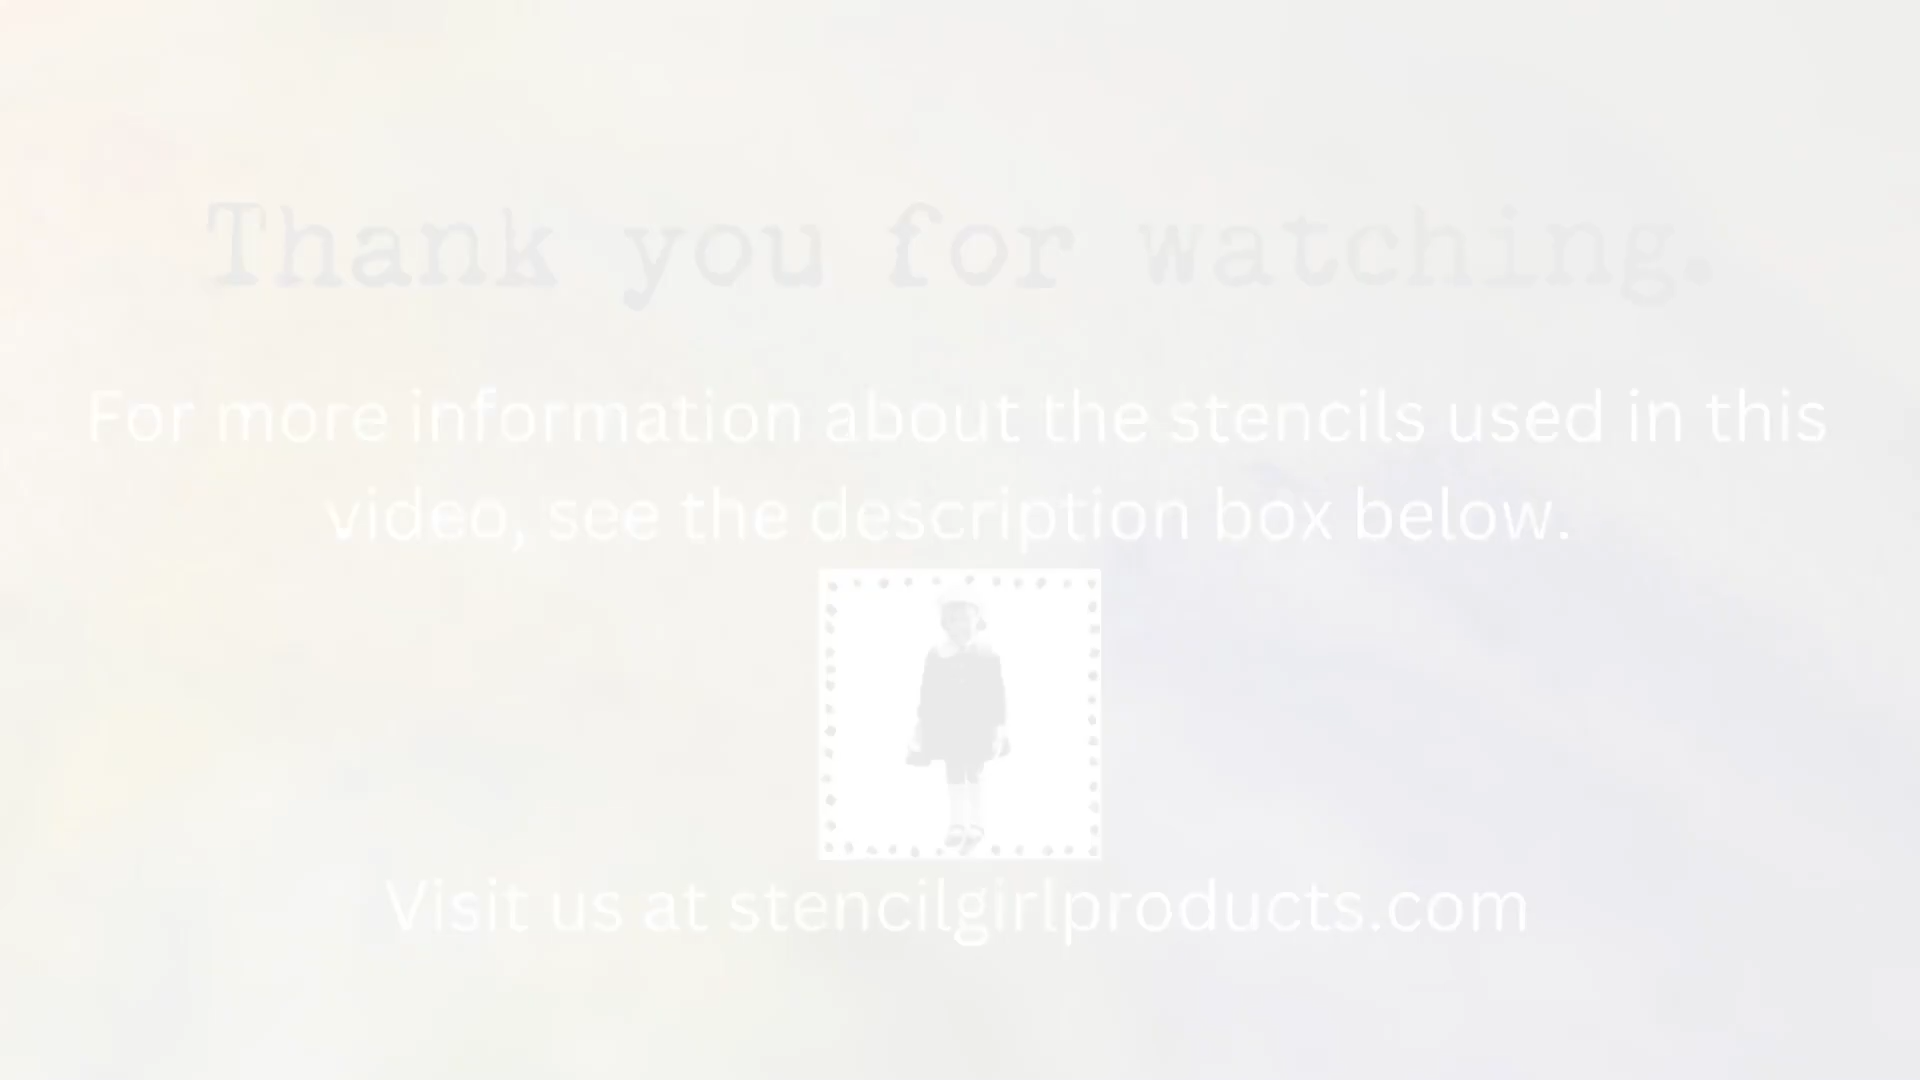 Thank you for watching.
For more information about the stencils used in this
video, see the description box below.
Visit us at stencilgirlproducts.com